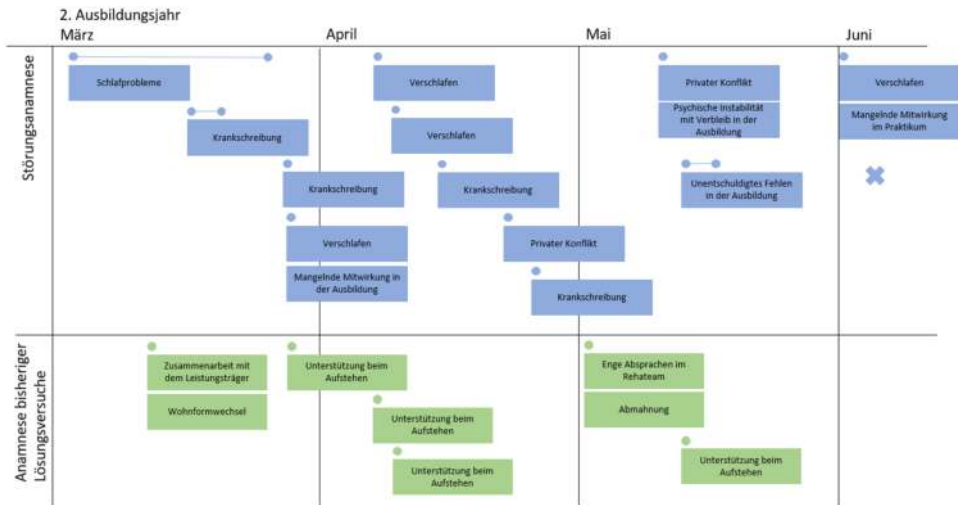 2. Ausbildungsjahr
März
April
Mai
Juni
Störungsanamnese
Schlafprobleme
Krankschreibung
Krankschreibung
Verschlafen
Mangelnde Mitwirkung in
der Ausbildung
Verschlafen
Verschlafen
Krankschreibung
Privater Konflikt
Krankschreibung
Privater Konflikt
Psychische Instabilität
mit Verbleib in der
Ausbildung
Unentschuldigtes Fehlen
in der Ausbildung
Verschlafen
Mangelnde Mitwirkung
im Praktikum
Anamnese bisheriger
Lösungsversuche
Zusammenarbeit mit
dem Leistungsträger
Wohnformwechsel
Unterstützung beim
Aufstehen
Unterstützung beim
Aufstehen
Unterstützung beim
Aufstehen
Enge Absprachen im
Rehateam
Abmahnung
Unterstützung beim
Aufstehen